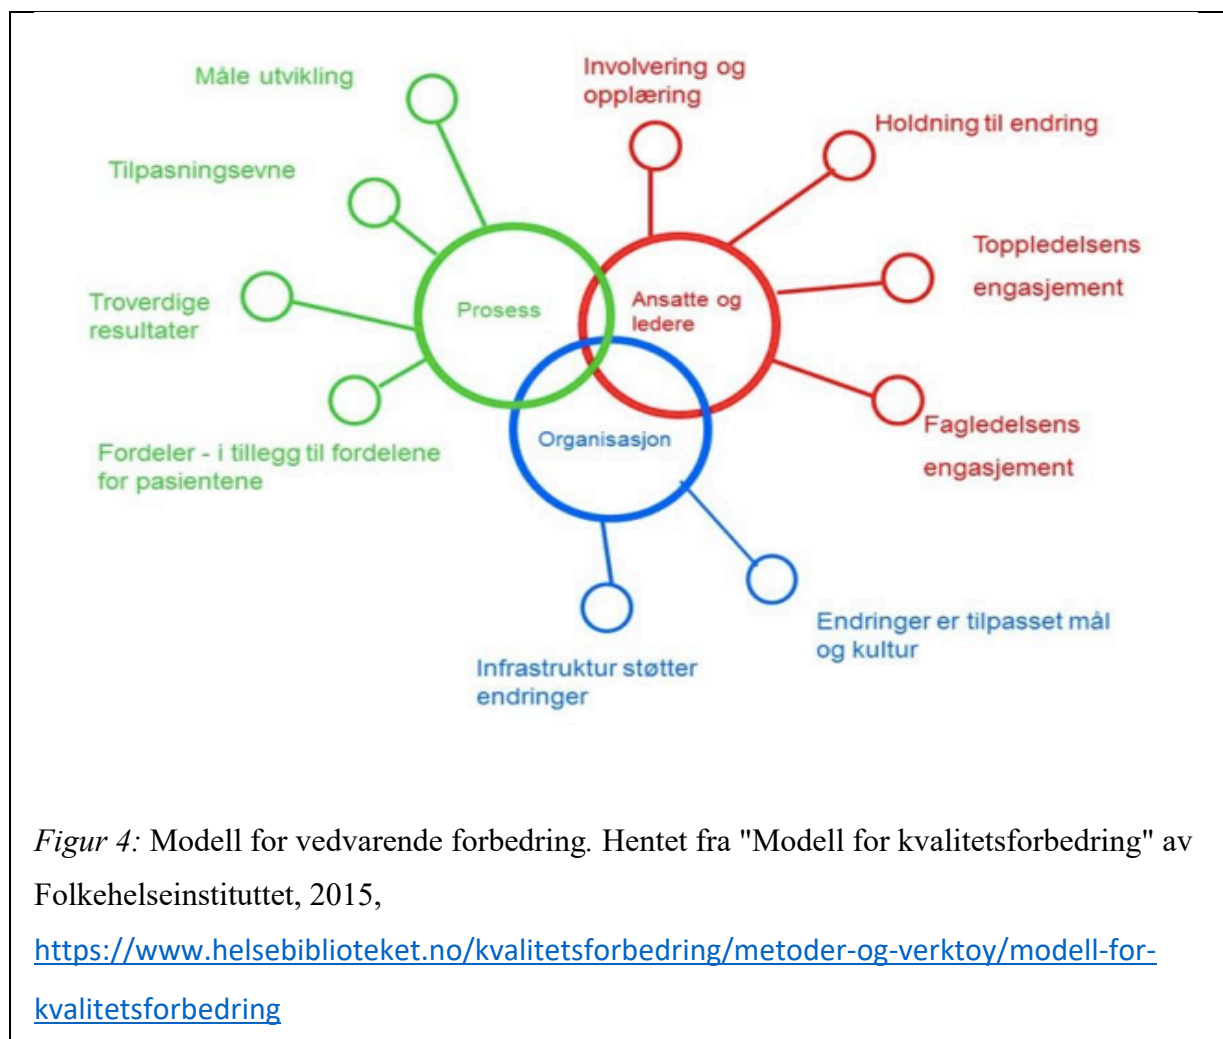 Måle utvikling
Tilpasningsevne
Troverdige
resultater
Fordeler - i tillegg til fordelene
for pasientene
Prosess
Involvering og
opplæring
Holdning til endring
Toppledelsens
engasjement
Fagledelsens
engasjement
Ansatte og
ledere
Organisasjon
Infrastruktur støtter
endringer
Endringer er tilpasset mål
og kultur
Figur 4: Modell for vedvarende forbedring. Hentet fra "Modell for kvalitetsforbedring" av
Folkehelseinstituttet, 2015,
https://www.helsebiblioteket.no/kvalitetsforbedring/metoder-og-verktoy/modell-for-
kvalitetsforbedring